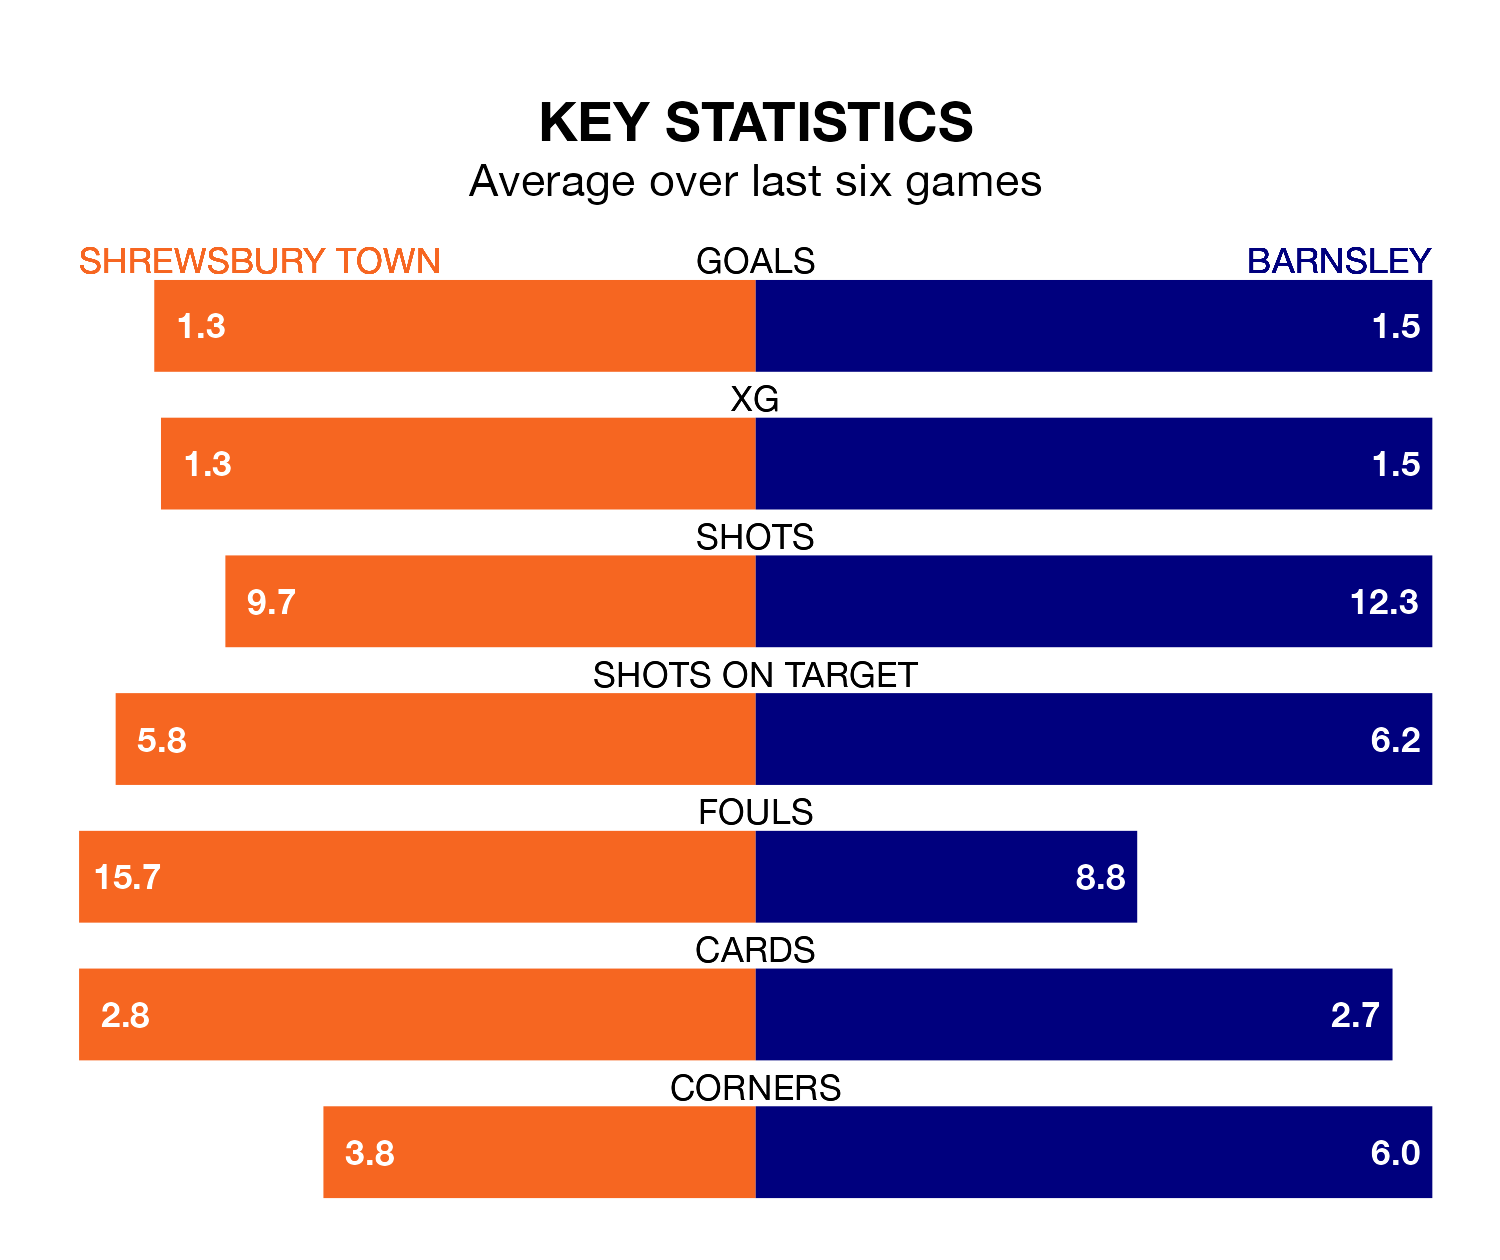 KEY STATISTICS
Average over last six games
SHREWSBURY TOWN GOALS BARNSLEY
1.3 1.5
XG
1.3 1.5
SHOTS
9.7 12.3
SHOTS ON TARGET
5.8 6.2
FOULS
15.7 8.8
CARDS
2.8 2.7
CORNERS
3.8 6.0